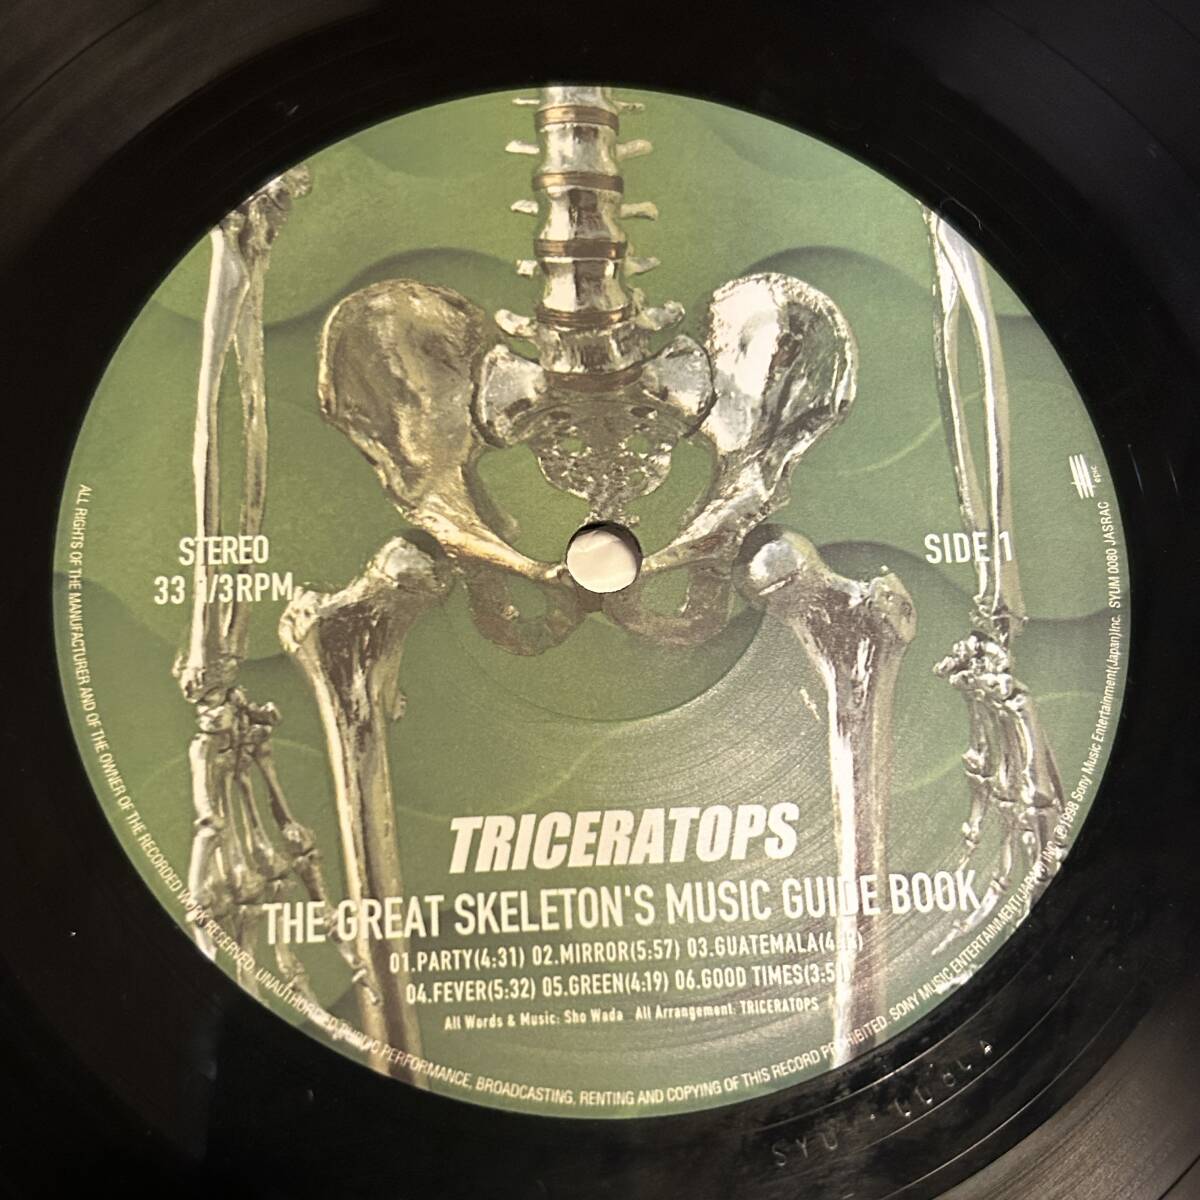 STEREO
33 1/3RPM
SIDE 1
epic
TRICERATOPS
THE GREAT SKELETON'S MUSIC GUIDE BOOK
01.PARTY(4:31) 02.MIRROR(5:57) 03.GUATEMALA
04.FEVER(5:32) 05.GREEN(4:19) 06.GOOD TIMES
All Words & Music: Sho Wada All Arrangement: TRICERATOPS
ALL RIGHTS OF THE MANUFACTURER AND OF THE OWNER OF THE RECORDED WORK RESERVED. UNAUTHORIZED PUBLIC PERFORMANCE, BROADCASTING, RENTING AND COPYING OF THIS RECORD PROHIBITED. SONY MUSIC ENTERTAINMENT(JAPAN) INC. ℗1998 Sony Music Entertainment(Japan)Inc. SYUM 0080 JASRAC